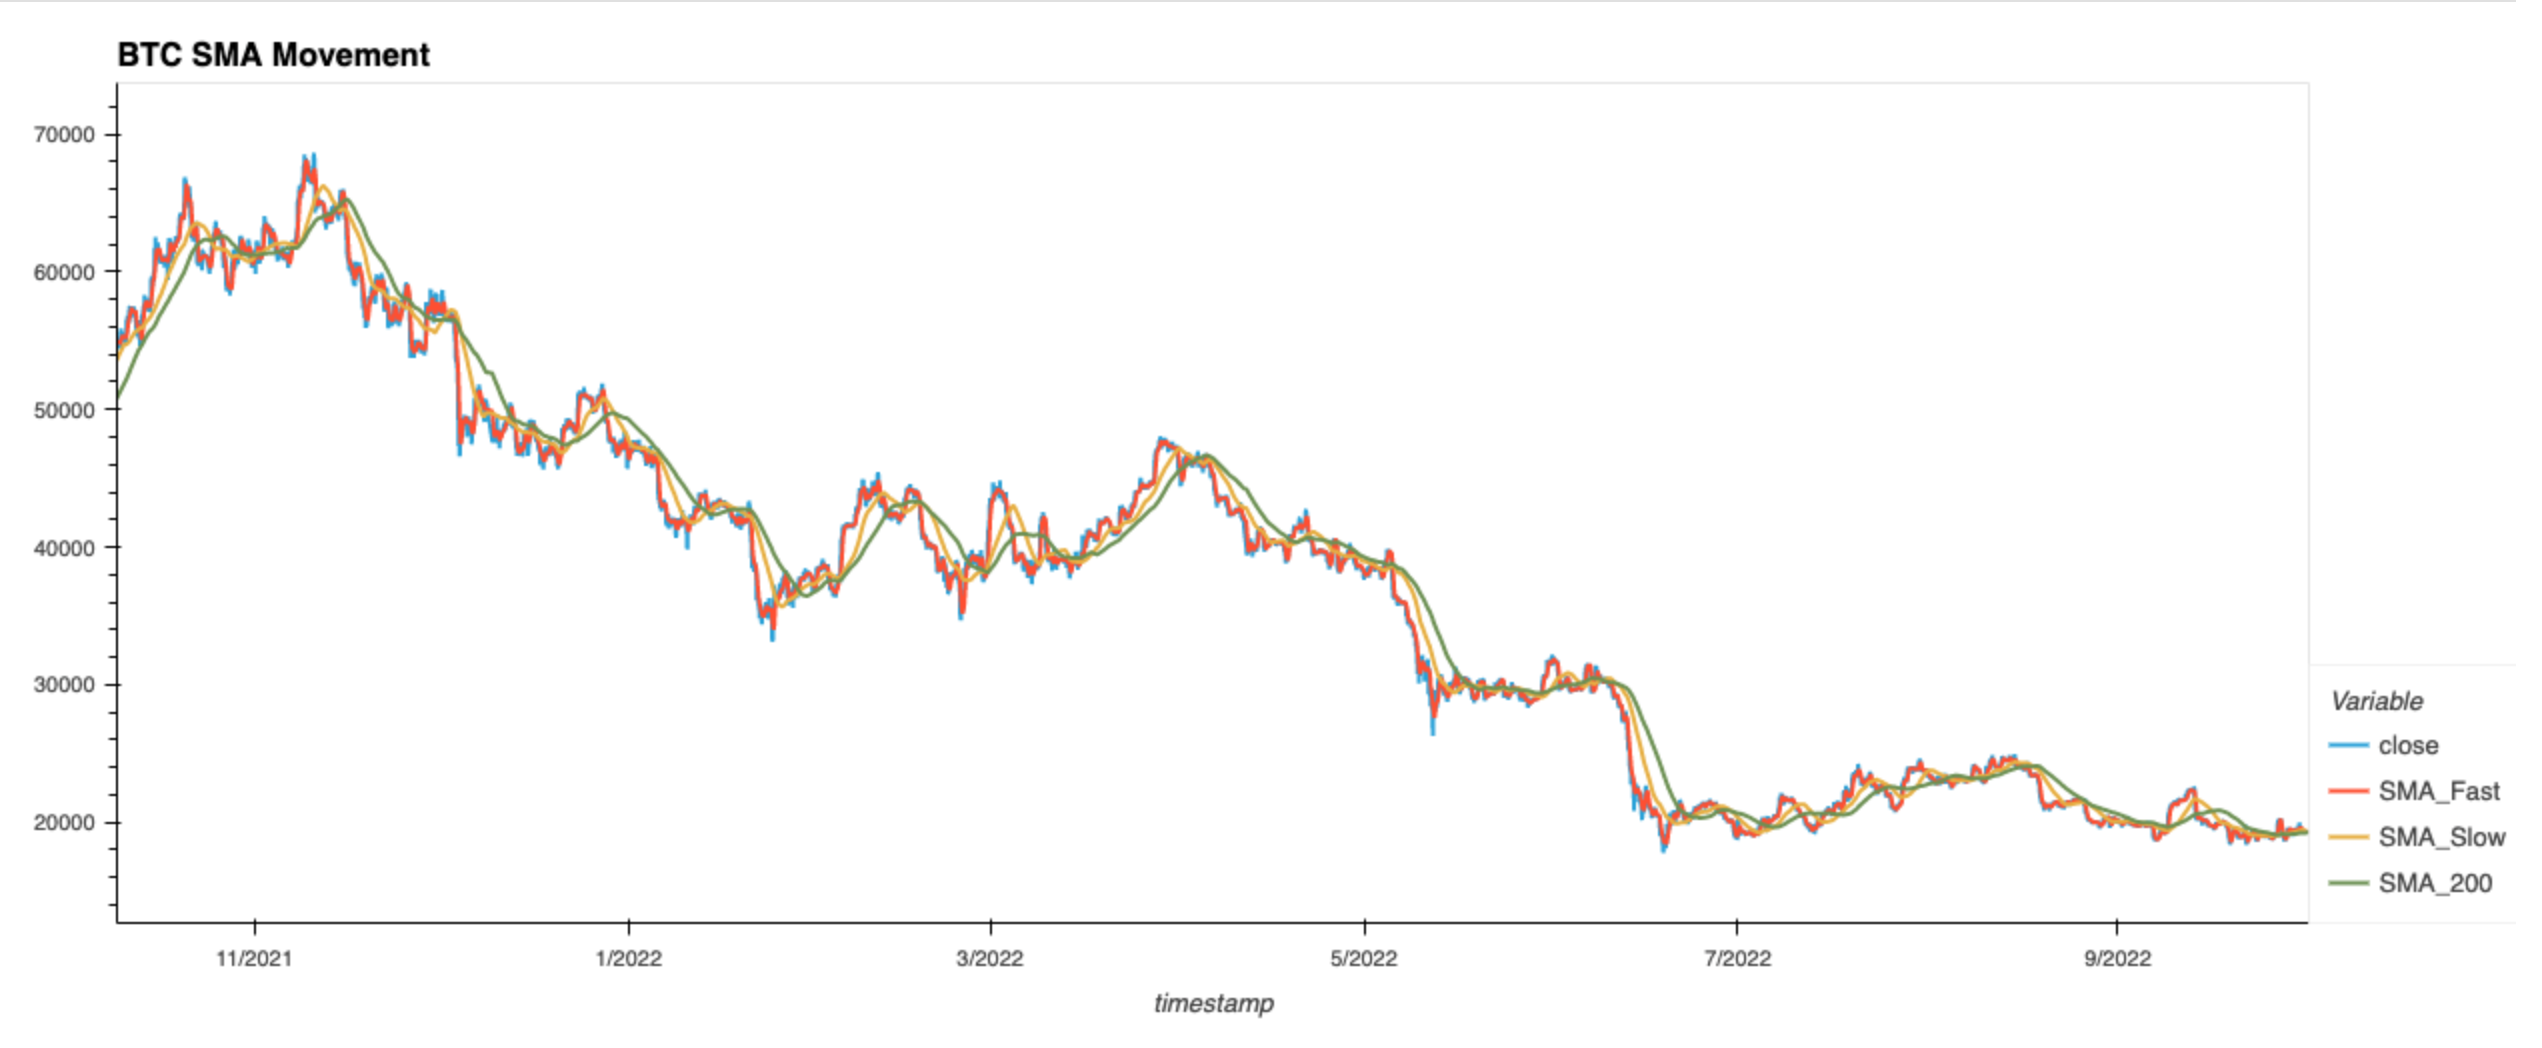 BTC SMA Movement
70000
60000
50000
40000
30000
20000
11/2021
1/2022
3/2022
5/2022
7/2022
9/2022
timestamp
Variable
close
SMA_Fast
SMA_Slow
SMA_200